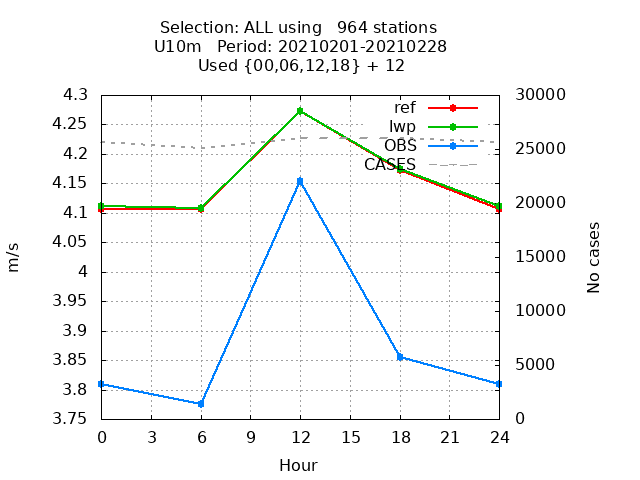 Selection: ALL using   964 stations
U10m   Period: 20210201-20210228
Used {00,06,12,18} + 12
ref
lwp
OBS
CASES
4.3
4.25
4.2
4.15
4.1
4.05
4
3.95
3.9
3.85
3.8
3.75
30000
25000
20000
15000
10000
5000
0
m/s
No cases
0 3 6 9 12 15 18 21 24
Hour